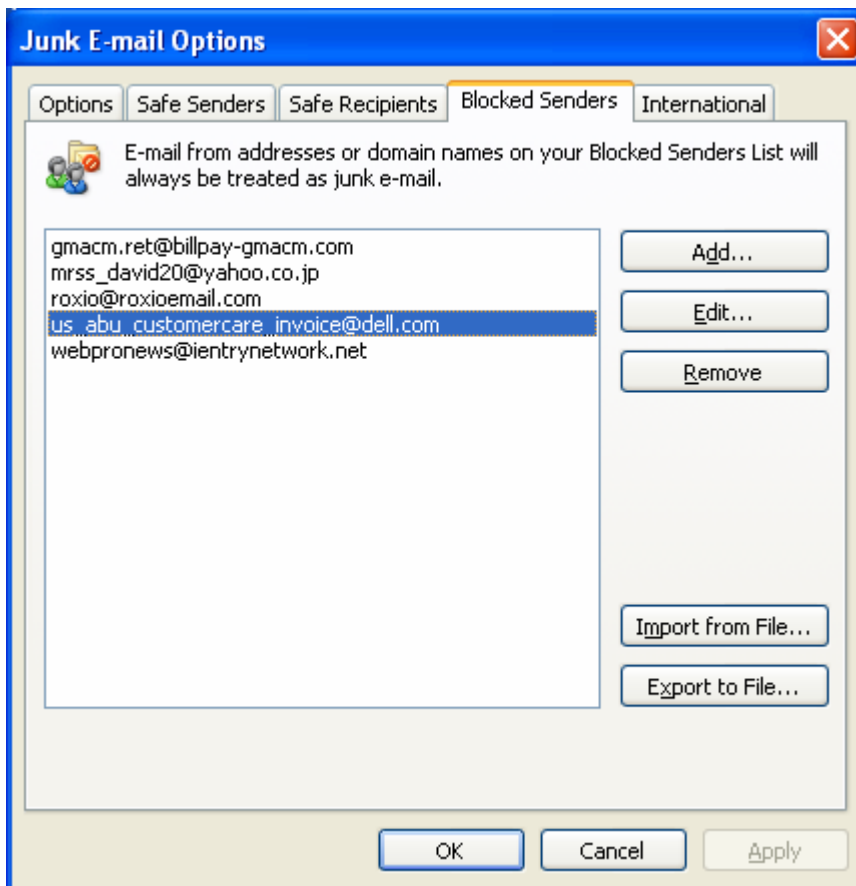 Junk E-mail Options
Options
Safe Senders
Safe Recipients
Blocked Senders
International
E-mail from addresses or domain names on your Blocked Senders List will
always be treated as junk e-mail.
gmacm.ret@billpay-gmacm.com
mrss_david20@yahoo.co.jp
roxio@roxioemail.com
us_abu_customercare_invoice@dell.com
webpronews@ientrynetwork.net
Add...
Edit...
Remove
Import from File...
Export to File...
OK
Cancel
Apply